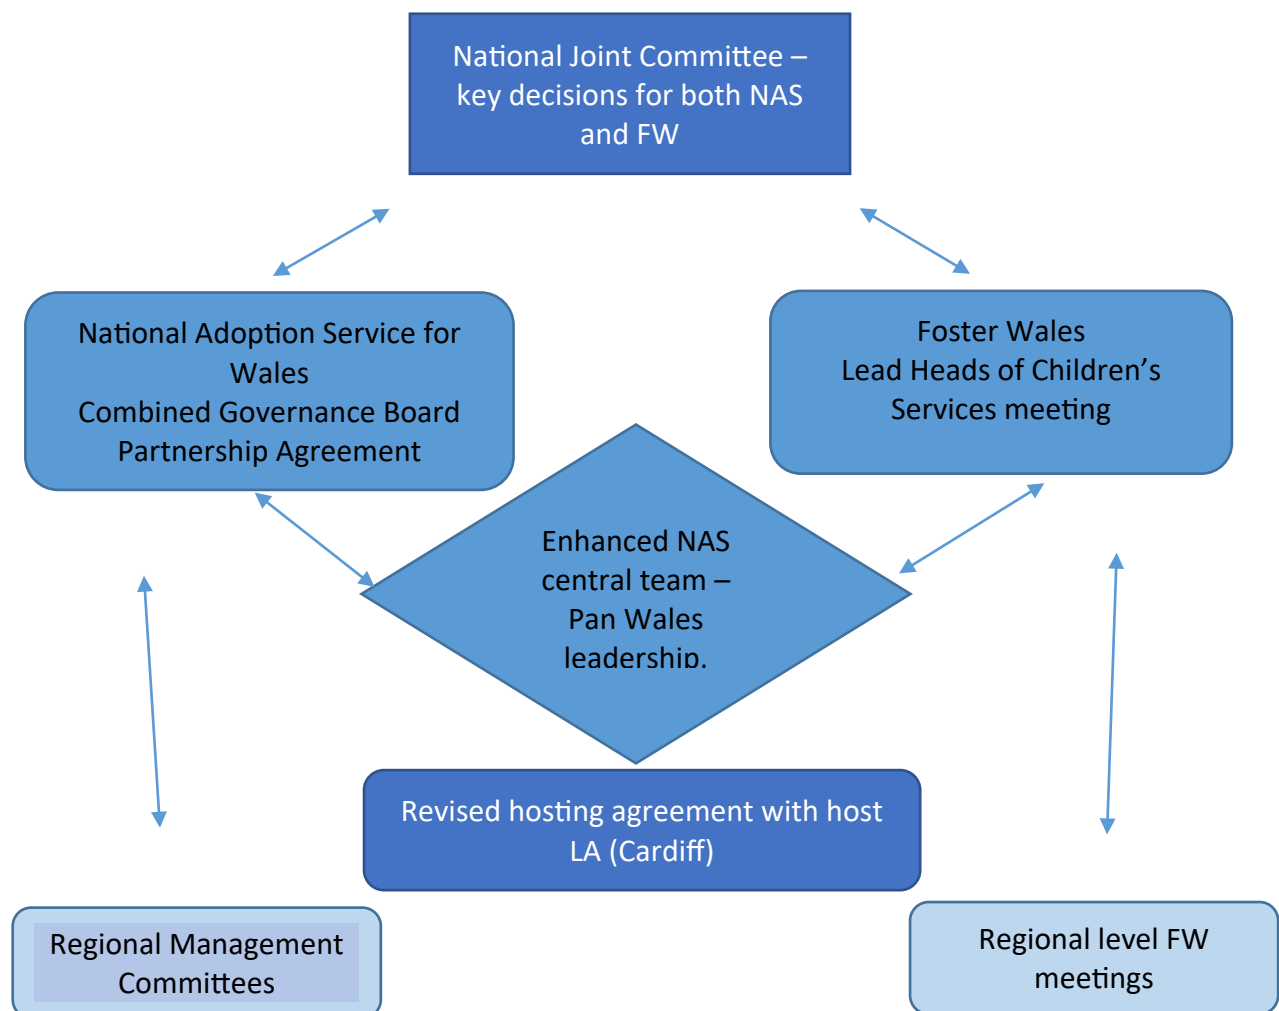 National Joint Committee –
key decisions for both NAS
and FW
National Adoption Service for
Wales
Combined Governance Board
Partnership Agreement
Foster Wales
Lead Heads of Children’s
Services meeting
Enhanced NAS
central team –
Pan Wales
leadership.
Revised hosting agreement with host
LA (Cardiff)
Regional Management
Committees
Regional level FW
meetings